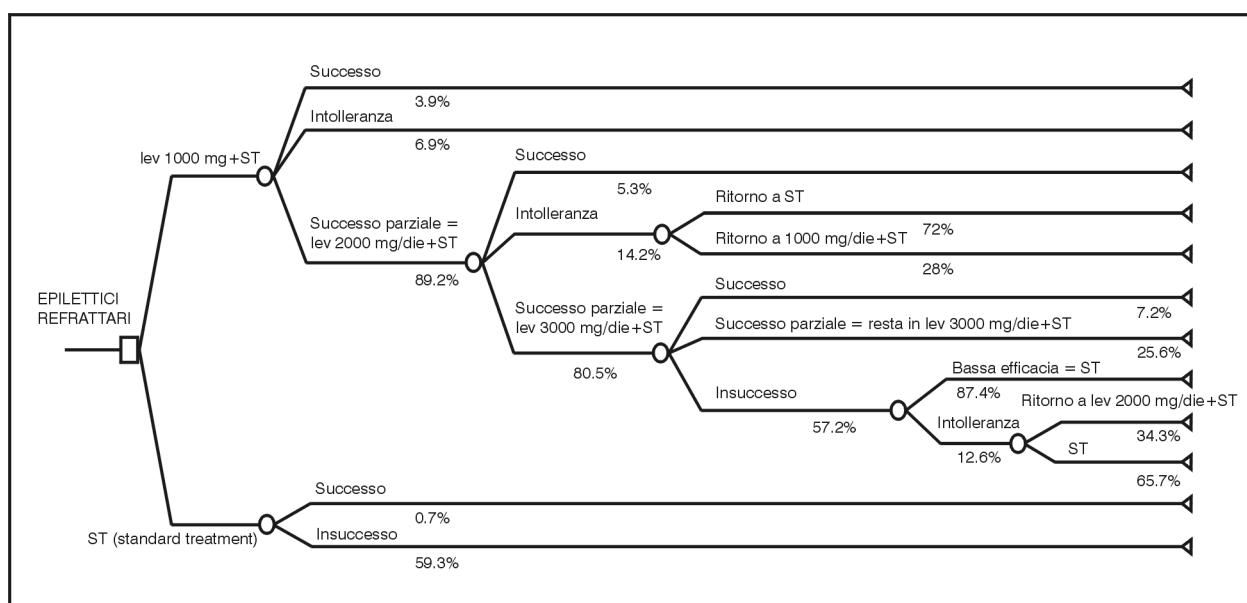 Successo
3.9%
Intolleranza
6.9%
lev 1000 mg+ST
Successo
5.3%
Successo parziale =
lev 2000 mg/die+ST
89.2%
Intolleranza
14.2%
Ritorno a ST
72%
Ritorno a 1000 mg/die+ST
28%
EPILETTICI
REFRATTARI
Successo parziale =
lev 3000 mg/die+ST
80.5%
Successo
7.2%
Successo parziale = resta in lev 3000 mg/die+ST
25.6%
Insuccesso
57.2%
Bassa efficacia = ST
87.4%
Intolleranza
12.6%
Ritorno a lev 2000 mg/die+ST
34.3%
ST
65.7%
ST (standard treatment)
Successo
0.7%
Insuccesso
59.3%